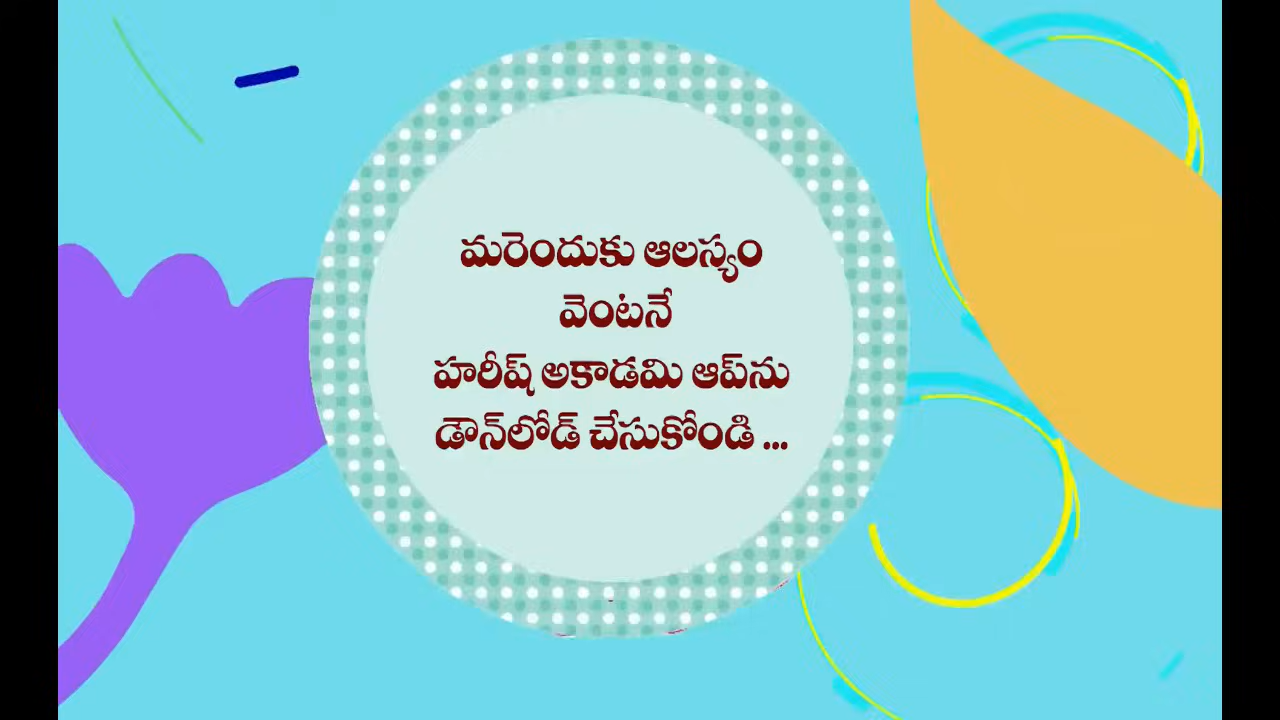 మరెందుకు ఆలస్యం
వెంటనే
హరీష్ అకాడమి ఆప్‌ను
డౌన్‌లోడ్ చేసుకోండి ...